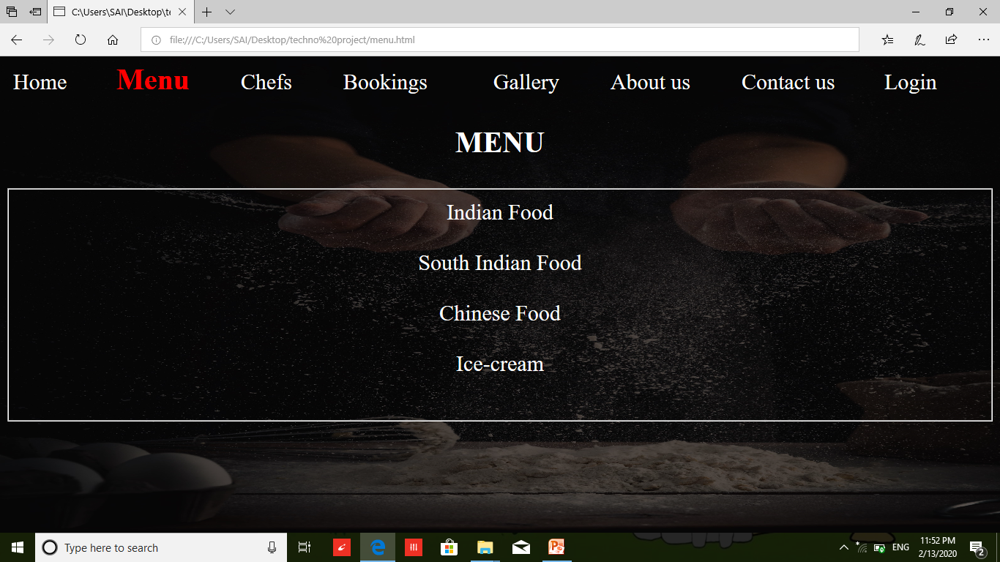 C:\Users\SAI\Desktop\te
file:///C:/Users/SAI/Desktop/techno%20project/menu.html
Home Menu Chefs Bookings Gallery About us Contact us Login
MENU
Indian Food
South Indian Food
Chinese Food
Ice-cream
Type here to search
ENG
11:52 PM
2/13/2020
2